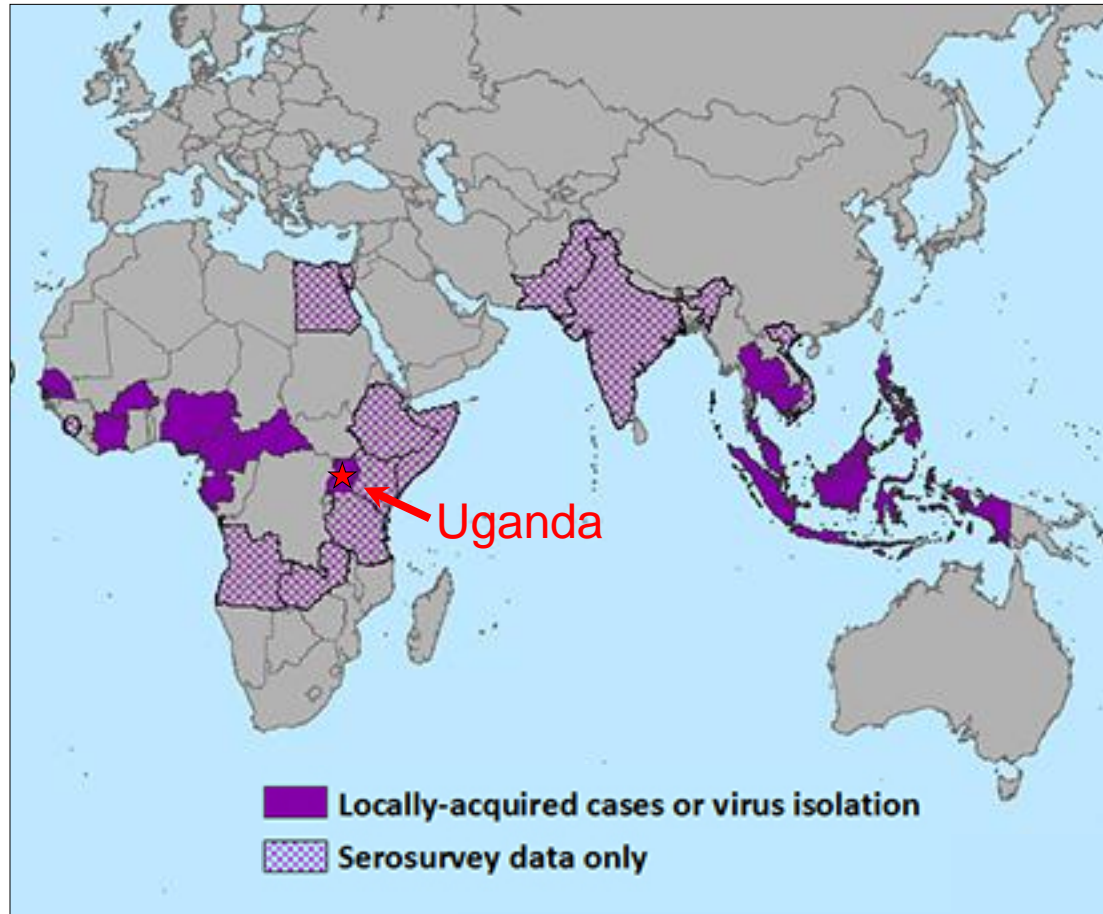 Uganda
Locally-acquired cases or virus isolation
Serosurvey data only